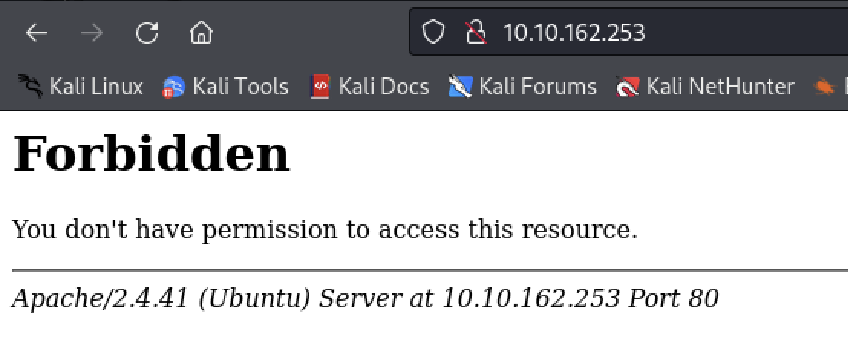 10.10.162.253
Kali Linux Kali Tools Kali Docs Kali Forums Kali NetHunter
Forbidden
You don't have permission to access this resource.
Apache/2.4.41 (Ubuntu) Server at 10.10.162.253 Port 80